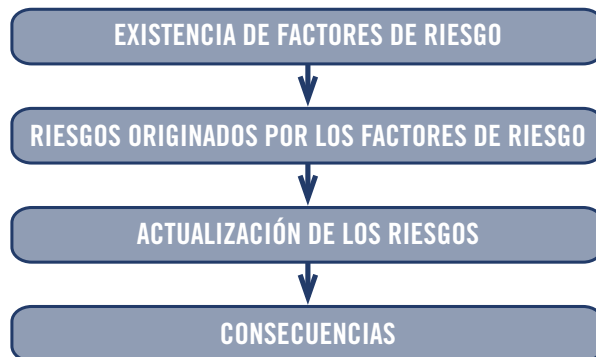 EXISTENCIA DE FACTORES DE RIESGO
RIESGOS ORIGINADOS POR LOS FACTORES DE RIESGO
ACTUALIZACIÓN DE LOS RIESGOS
CONSECUENCIAS